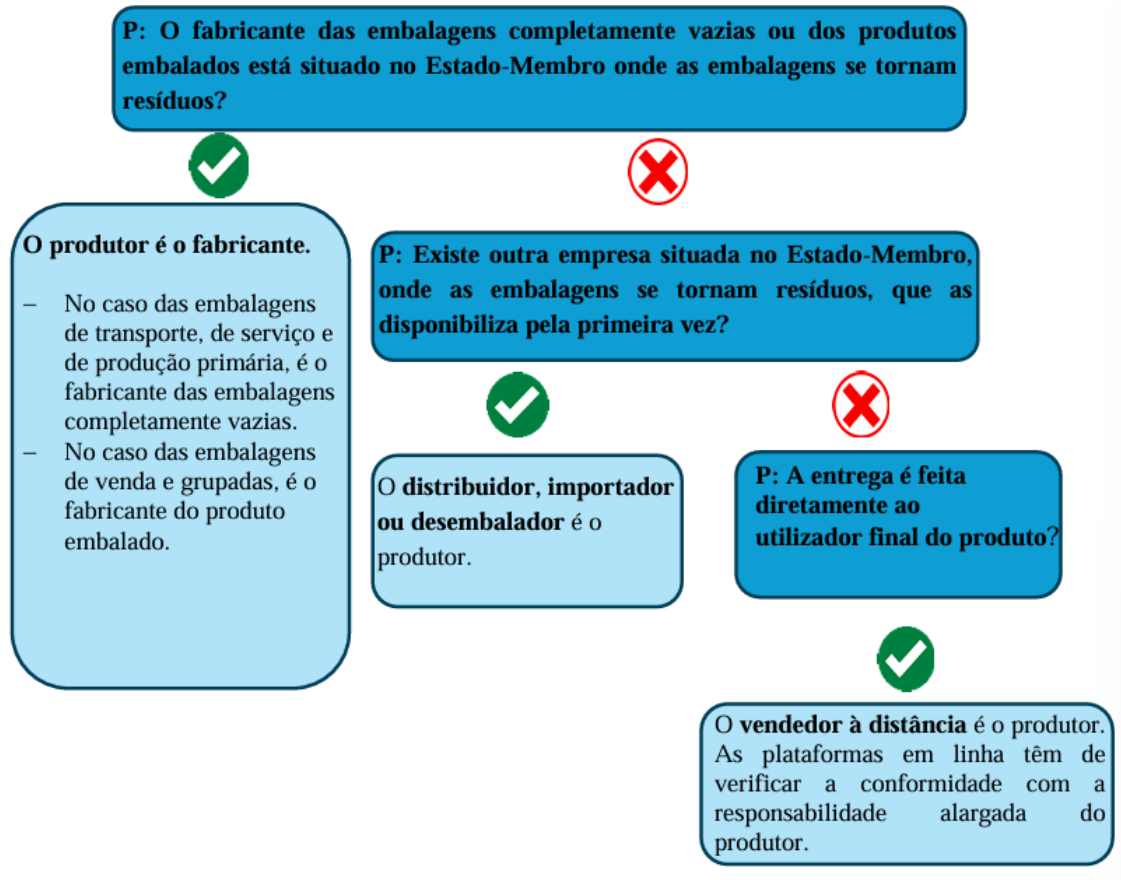 P: O fabricante das embalagens completamente vazias ou dos produtos
embalados está situado no Estado-Membro onde as embalagens se tornam
resíduos?
O produtor é o fabricante.
– No caso das embalagens
de transporte, de serviço e
de produção primária, é o
fabricante das embalagens
completamente vazias.
– No caso das embalagens
de venda e grupadas, é o
fabricante do produto
embalado.
P: Existe outra empresa situada no Estado-Membro,
onde as embalagens se tornam resíduos, que as
disponibiliza pela primeira vez?
O distribuidor, importador
ou desembalador é o
produtor.
P: A entrega é feita
diretamente ao
utilizador final do produto?
O vendedor à distância é o produtor.
As plataformas em linha têm de
verificar a conformidade com a
responsabilidade alargada do
produtor.